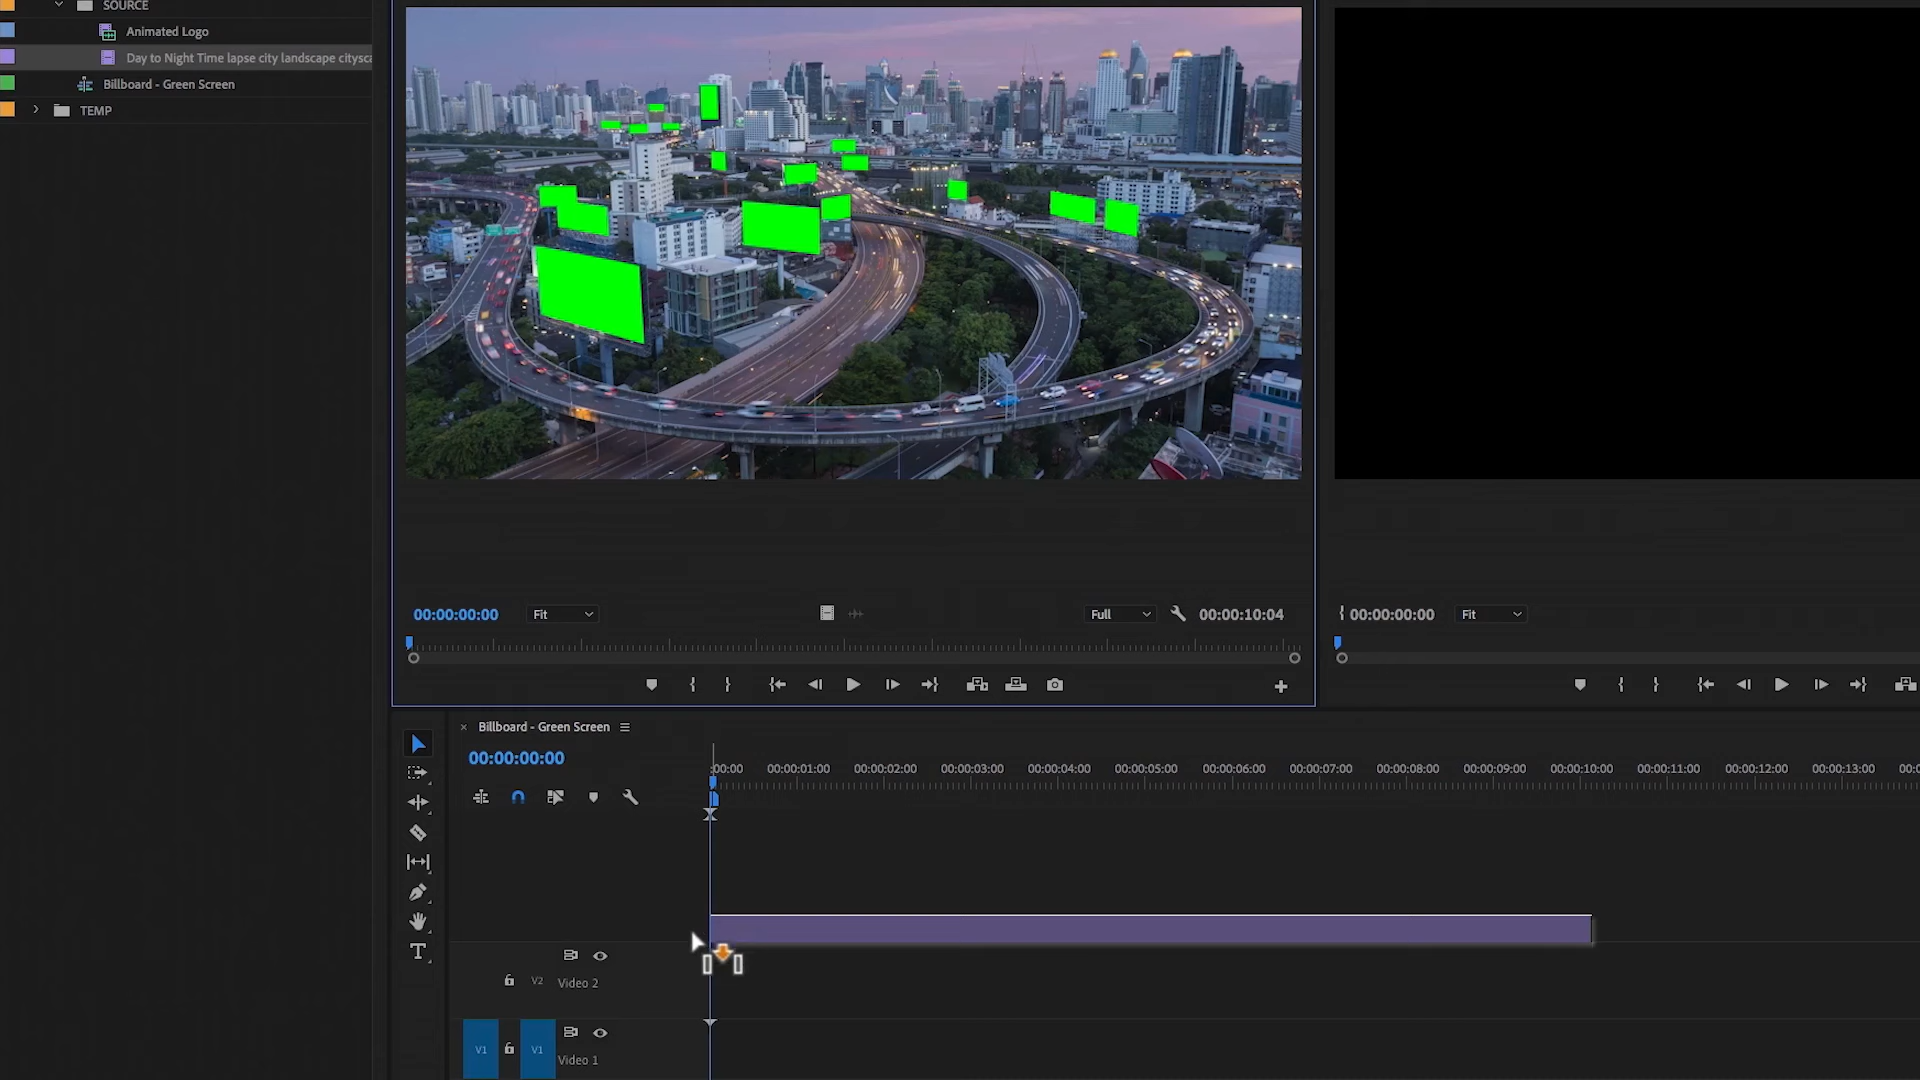 SOURCE
Animated Logo
Day to Night Time lapse city landscape citysca
Billboard - Green Screen
TEMP
00:00:00:00
Fit
Full
00:00:10:04
00:00:00:00
Fit
Billboard - Green Screen
00:00:00:00
:00:00
00:00:01:00
00:00:02:00
00:00:03:00
00:00:04:00
00:00:05:00
00:00:06:00
00:00:07:00
00:00:08:00
00:00:09:00
00:00:10:00
00:00:11:00
00:00:12:00
00:00:13:00
00:0
V2
Video 2
V1
V1
Video 1